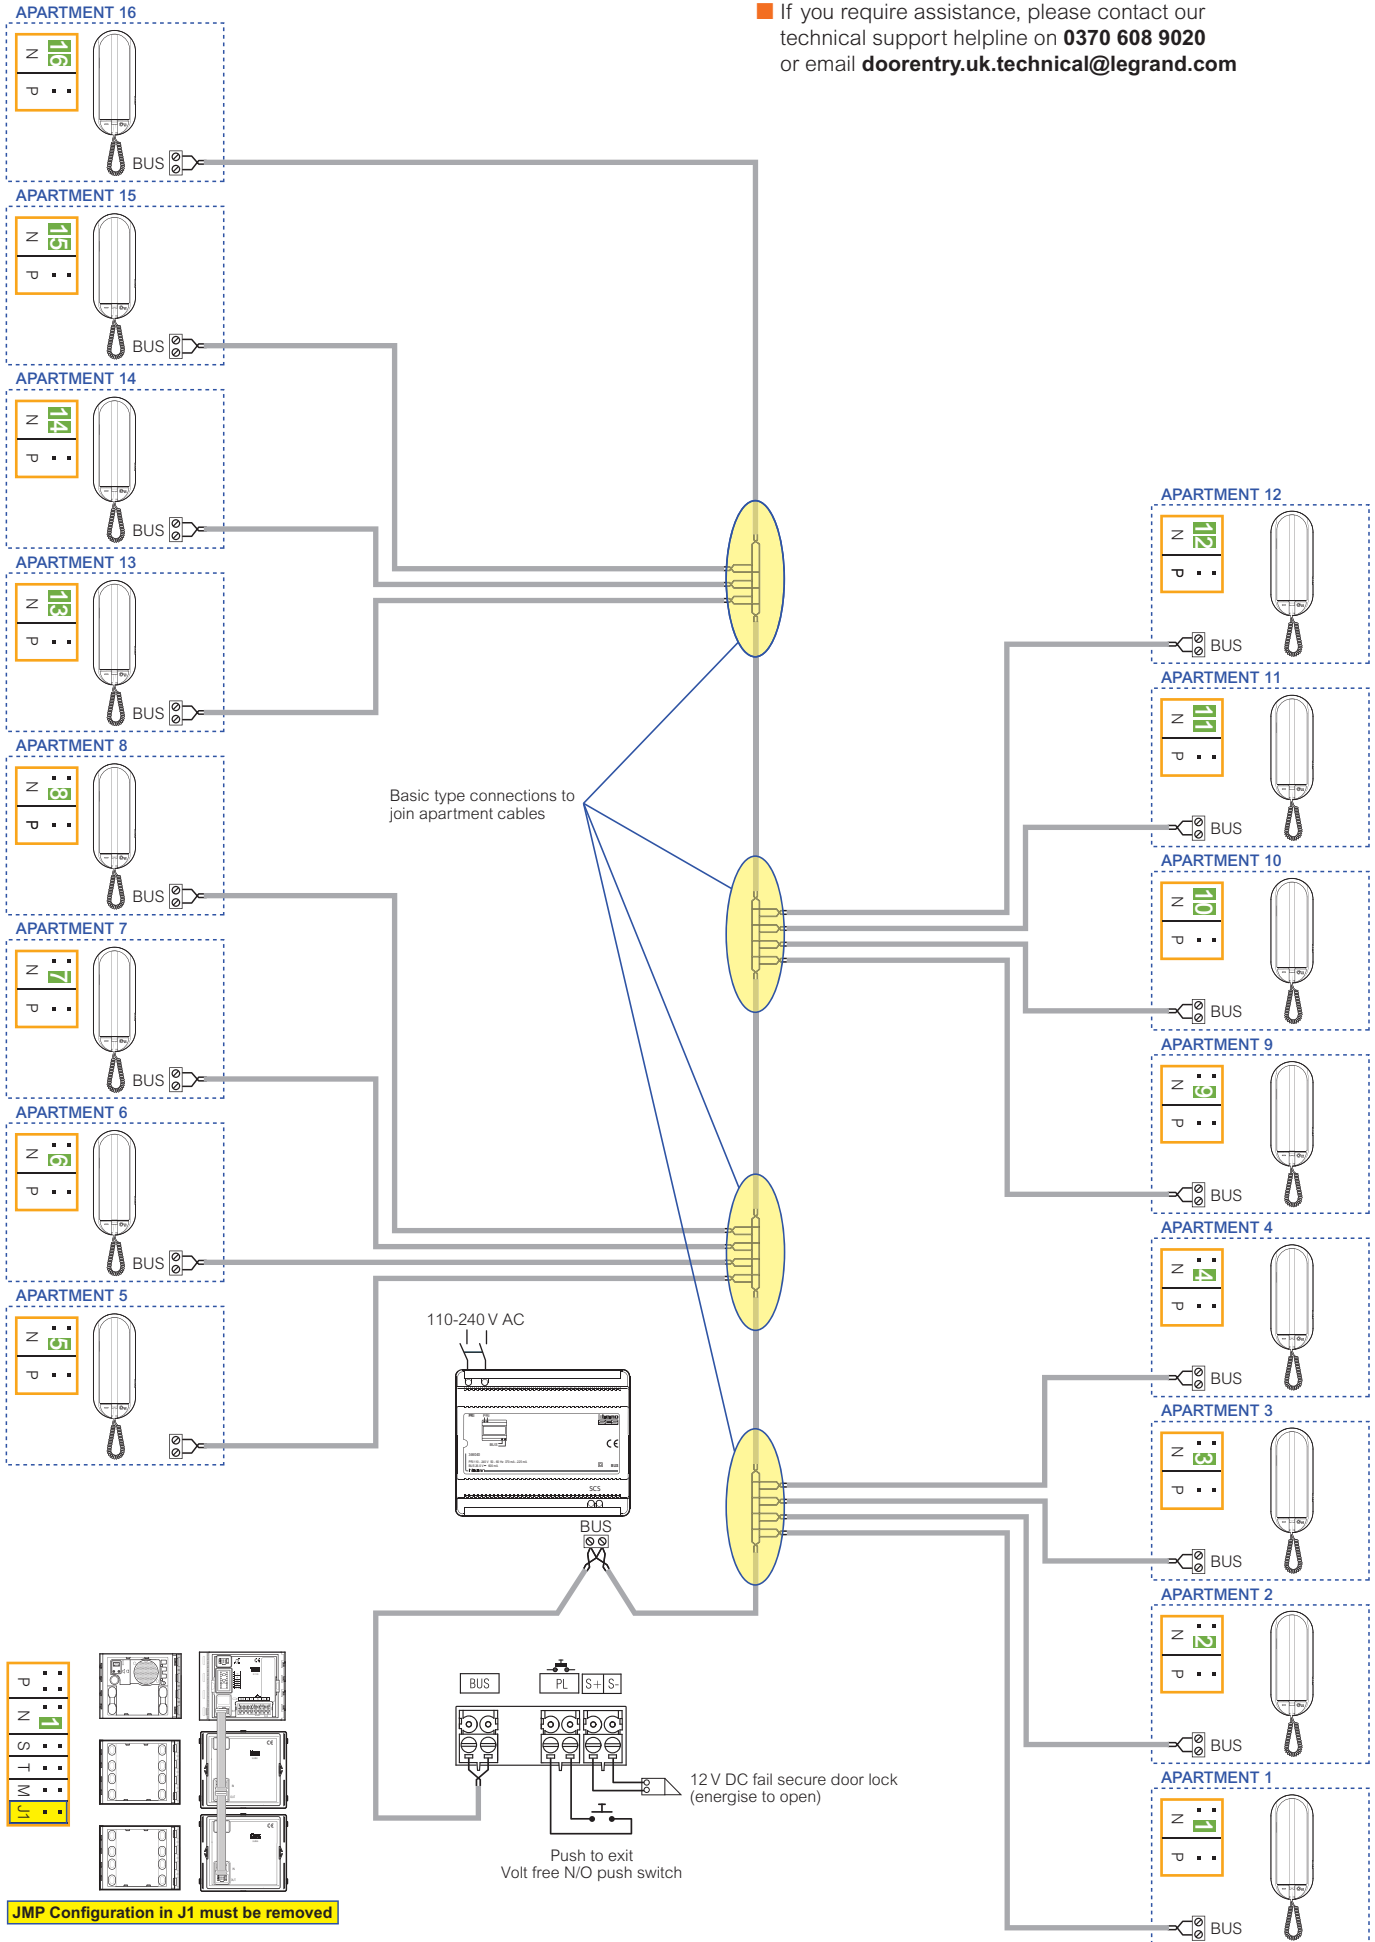 APARTMENT 16
16
N
P
BUS
If you require assistance, please contact our
technical support helpline on 0370 608 9020
or email doorentry.uk.technical@legrand.com
APARTMENT 15
15
N
P
BUS
APARTMENT 14
14
N
P
BUS
APARTMENT 13
13
N
P
BUS
APARTMENT 8
8
N
P
BUS
APARTMENT 7
7
N
P
BUS
APARTMENT 6
6
N
P
BUS
APARTMENT 5
5
N
P
Basic type connections to
join apartment cables
APARTMENT 12
12
N
P
BUS
APARTMENT 11
11
N
P
BUS
APARTMENT 10
10
N
P
BUS
APARTMENT 9
9
N
P
BUS
APARTMENT 4
4
N
P
BUS
APARTMENT 3
3
N
P
BUS
APARTMENT 2
2
N
P
BUS
APARTMENT 1
1
N
P
BUS
110-240 V AC
CE
SCS
BUS
BUS
PL
S+ S-
12 V DC fail secure door lock
(energise to open)
Push to exit
Volt free N/O push switch
P
N 1
S
T
M
J1
JMP Configuration in J1 must be removed